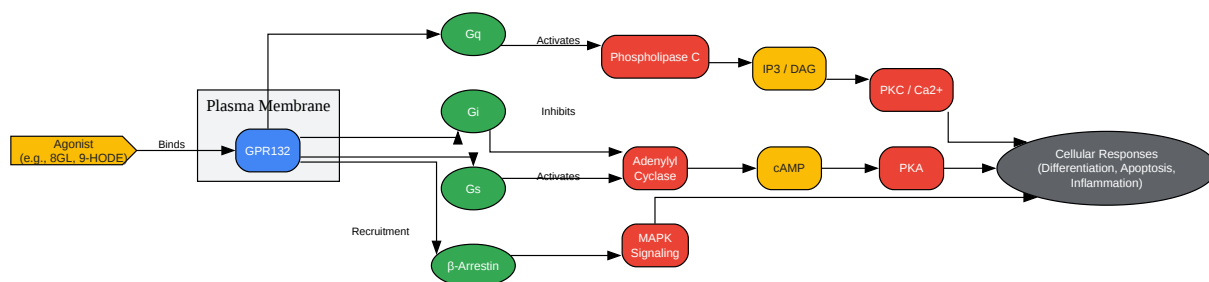 Gq
Activates
Phospholipase C
IP3 / DAG
PKC / Ca2+
Plasma Membrane
Gi
Inhibits
Agonist
(e.g., 8GL, 9-HODE)
Binds
GPR132
Adenylyl
Cyclase
cAMP
PKA
Cellular Responses
(Differentiation, Apoptosis,
Inflammation)
Gs
Activates
Recruitment
MAPK
Signaling
β-Arrestin